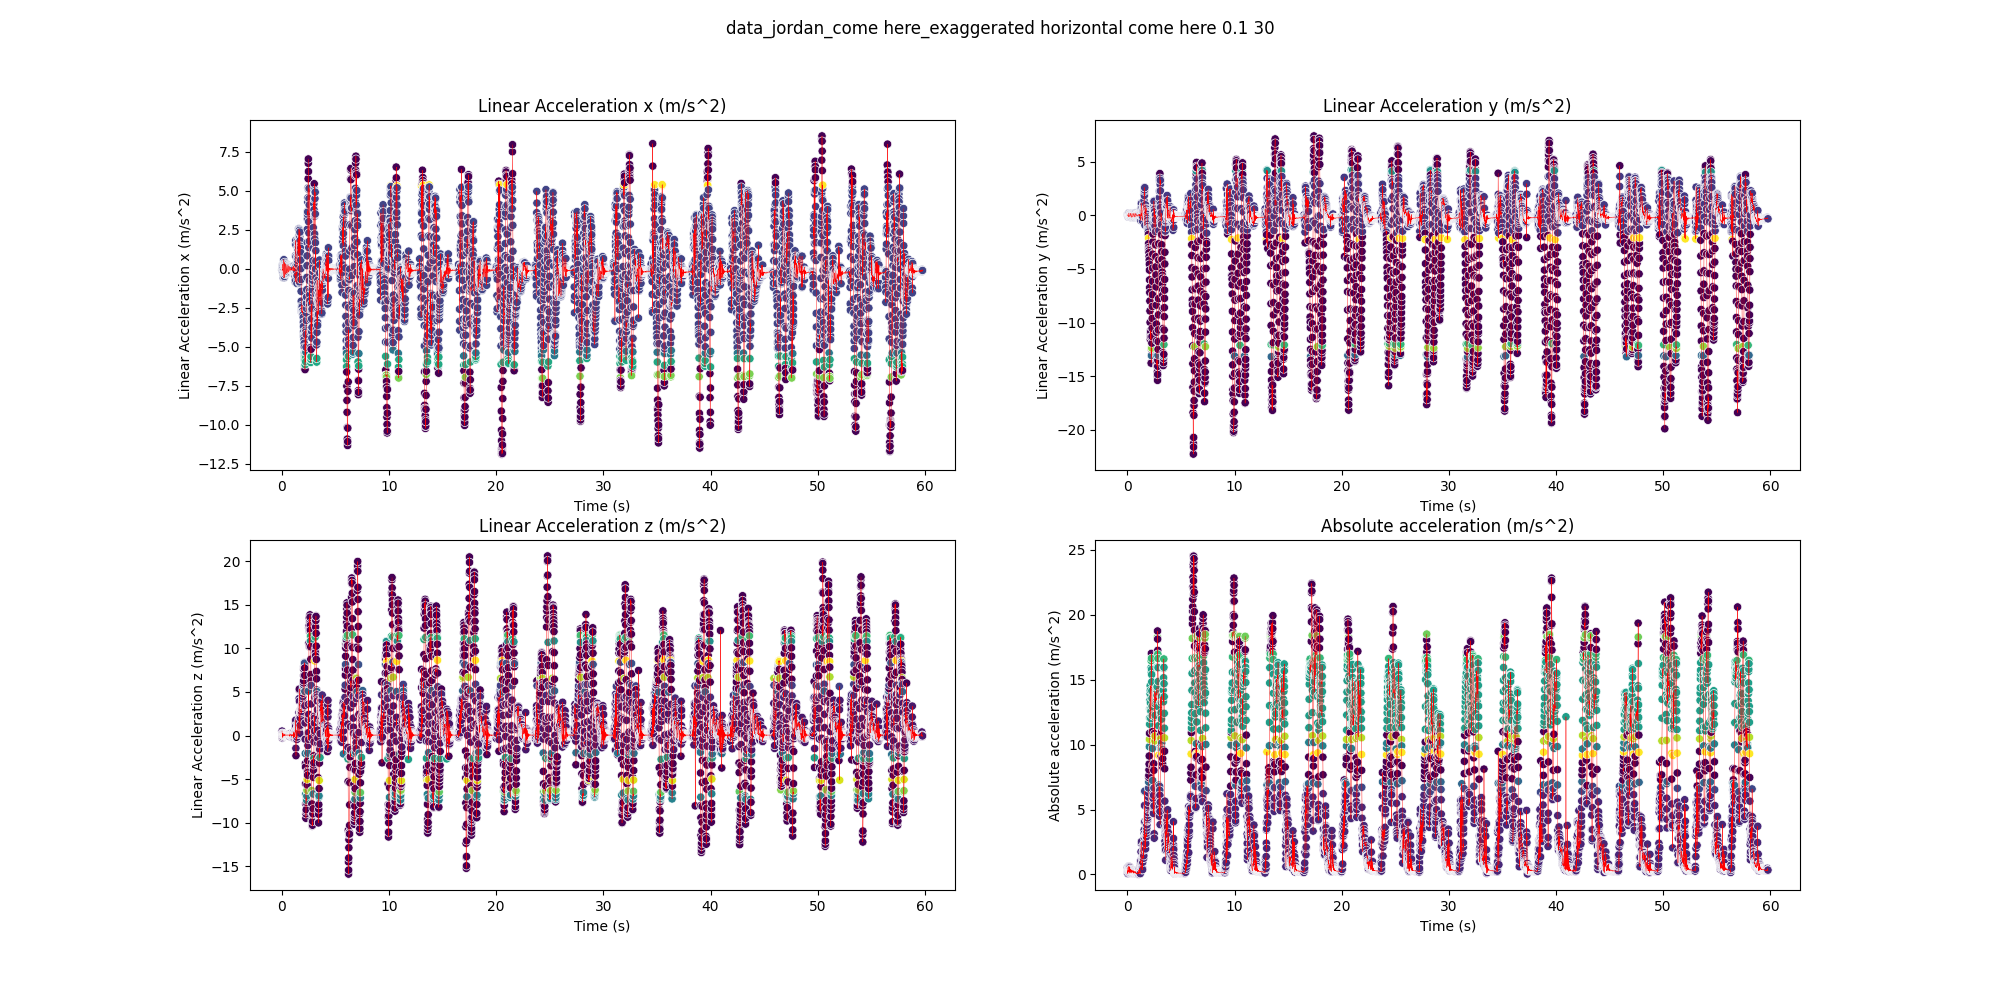 data_jordan_come here_exaggerated horizontal come here 0.1 30
Linear Acceleration x (m/s^2)
Linear Acceleration x (m/s^2)
7.5
5.0
2.5
0.0
−2.5
−5.0
−7.5
−10.0
−12.5
0 10 20 30 40 50 60
Time (s)
Linear Acceleration y (m/s^2)
Linear Acceleration y (m/s^2)
5
0
−5
−10
−15
−20
0 10 20 30 40 50 60
Time (s)
Linear Acceleration z (m/s^2)
Linear Acceleration z (m/s^2)
20
15
10
5
0
−5
−10
−15
0 10 20 30 40 50 60
Time (s)
Absolute acceleration (m/s^2)
Absolute acceleration (m/s^2)
25
20
15
10
5
0
0 10 20 30 40 50 60
Time (s)